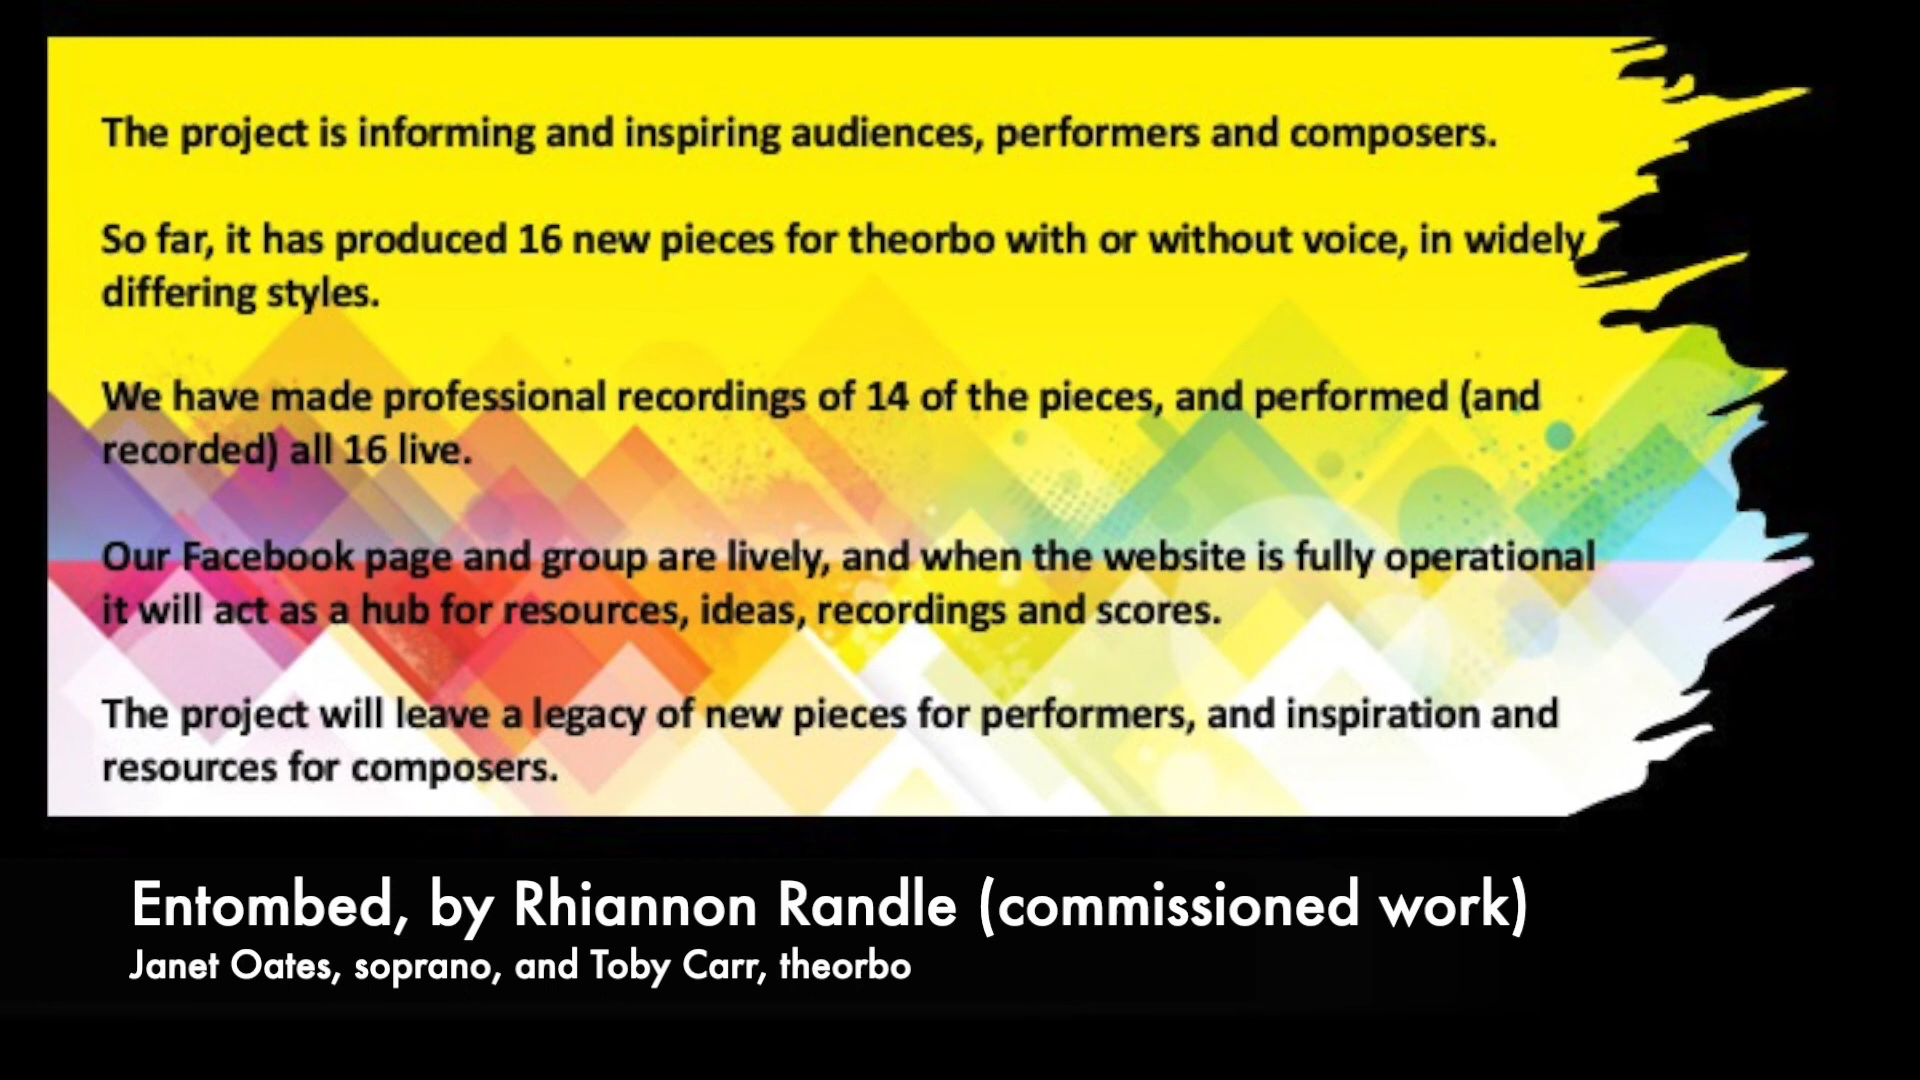 The project is informing and inspiring audiences, performers and composers.
So far, it has produced 16 new pieces for theorbo with or without voice, in widely
differing styles.
We have made professional recordings of 14 of the pieces, and performed (and
recorded) all 16 live.
Our Facebook page and group are lively, and when the website is fully operational
it will act as a hub for resources, ideas, recordings and scores.
The project will leave a legacy of new pieces for performers, and inspiration and
resources for composers.
Entombed, by Rhiannon Randle (commissioned work)
Janet Oates, soprano, and Toby Carr, theorbo